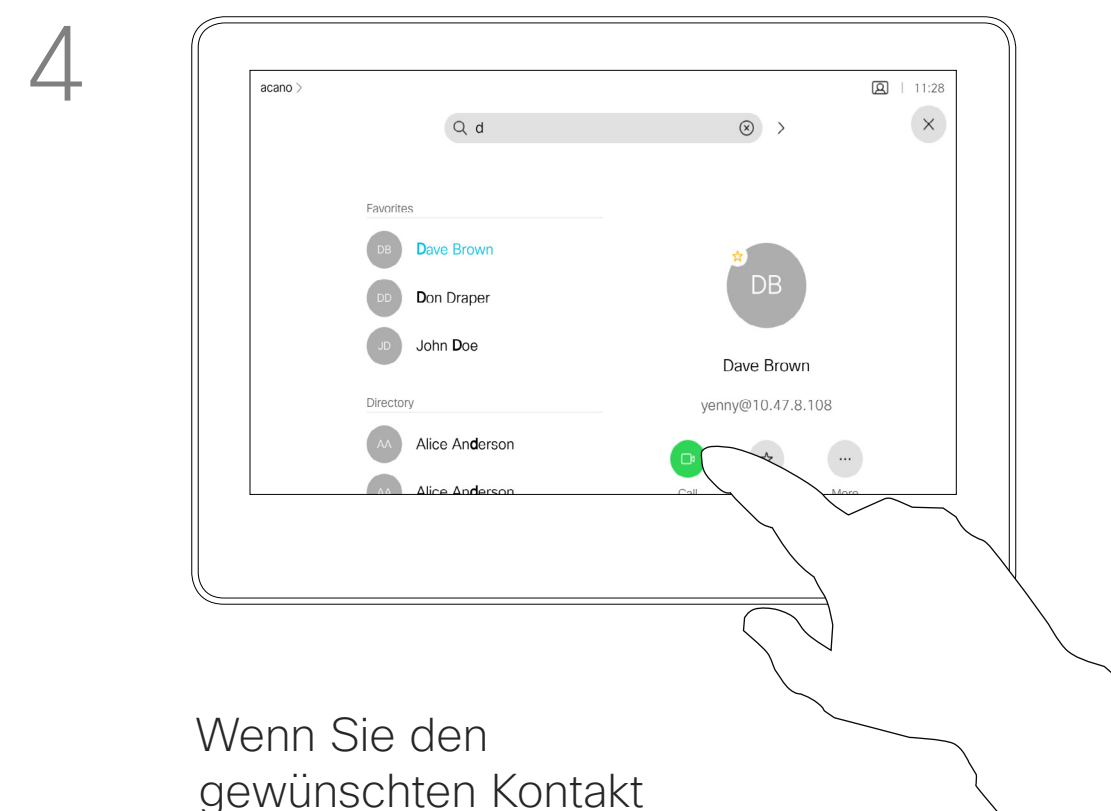 4
acano >
11:28
d
Favorites
DB Dave Brown
DD Don Draper
JD John Doe
Directory
AA Alice Anderson
AA Alice Anderson
DB
Dave Brown
yenny@10.47.8.108
Call
More
Wenn Sie den
gewünschten Kontakt